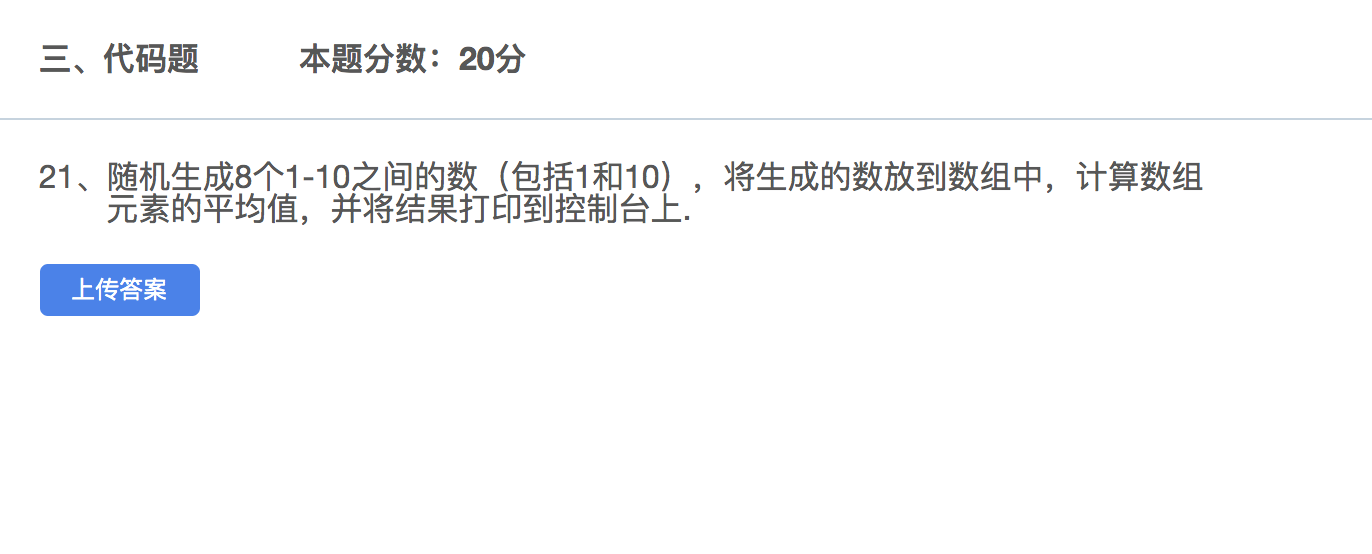 三、代码题 本题分数：20分
21、随机生成8个1-10之间的数（包括1和10），将生成的数放到数组中，计算数组
元素的平均值，并将结果打印到控制台上.
上传答案